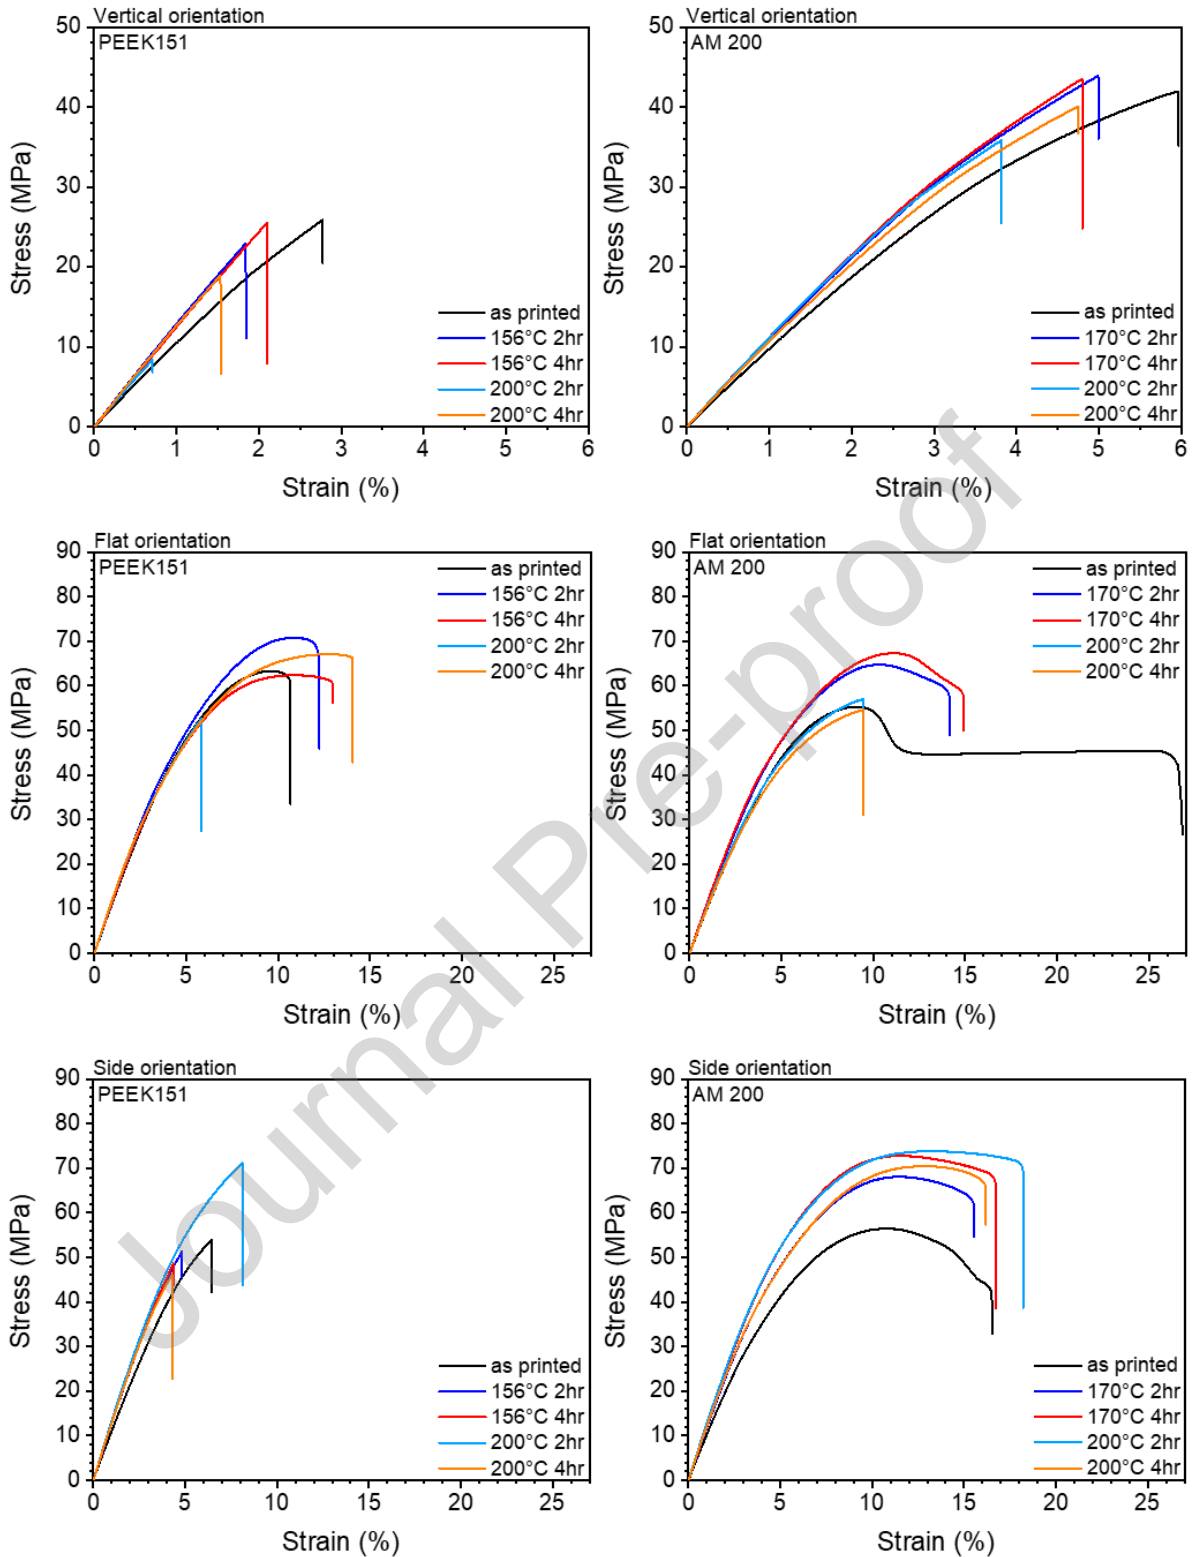 Vertical orientation
PEEK151
50
40
30
20
10
0
Stress (MPa)
as printed
156°C 2hr
156°C 4hr
200°C 2hr
200°C 4hr
0 1 2 3 4 5 6
Strain (%)
Vertical orientation
AM 200
50
40
30
20
10
0
Stress (MPa)
as printed
170°C 2hr
170°C 4hr
200°C 2hr
200°C 4hr
0 1 2 3 4 5 6
Strain (%)
Flat orientation
PEEK151
90
80
70
60
50
40
30
20
10
0
Stress (MPa)
as printed
156°C 2hr
156°C 4hr
200°C 2hr
200°C 4hr
0 5 10 15 20 25
Strain (%)
Flat orientation
AM 200
90
80
70
60
50
40
30
20
10
0
Stress (MPa)
as printed
170°C 2hr
170°C 4hr
200°C 2hr
200°C 4hr
0 5 10 15 20 25
Strain (%)
Side orientation
PEEK151
90
80
70
60
50
40
30
20
10
0
Stress (MPa)
as printed
156°C 2hr
156°C 4hr
200°C 2hr
200°C 4hr
0 5 10 15 20 25
Strain (%)
Side orientation
AM 200
90
80
70
60
50
40
30
20
10
0
Stress (MPa)
as printed
170°C 2hr
170°C 4hr
200°C 2hr
200°C 4hr
0 5 10 15 20 25
Strain (%)
Journal Pre-proof